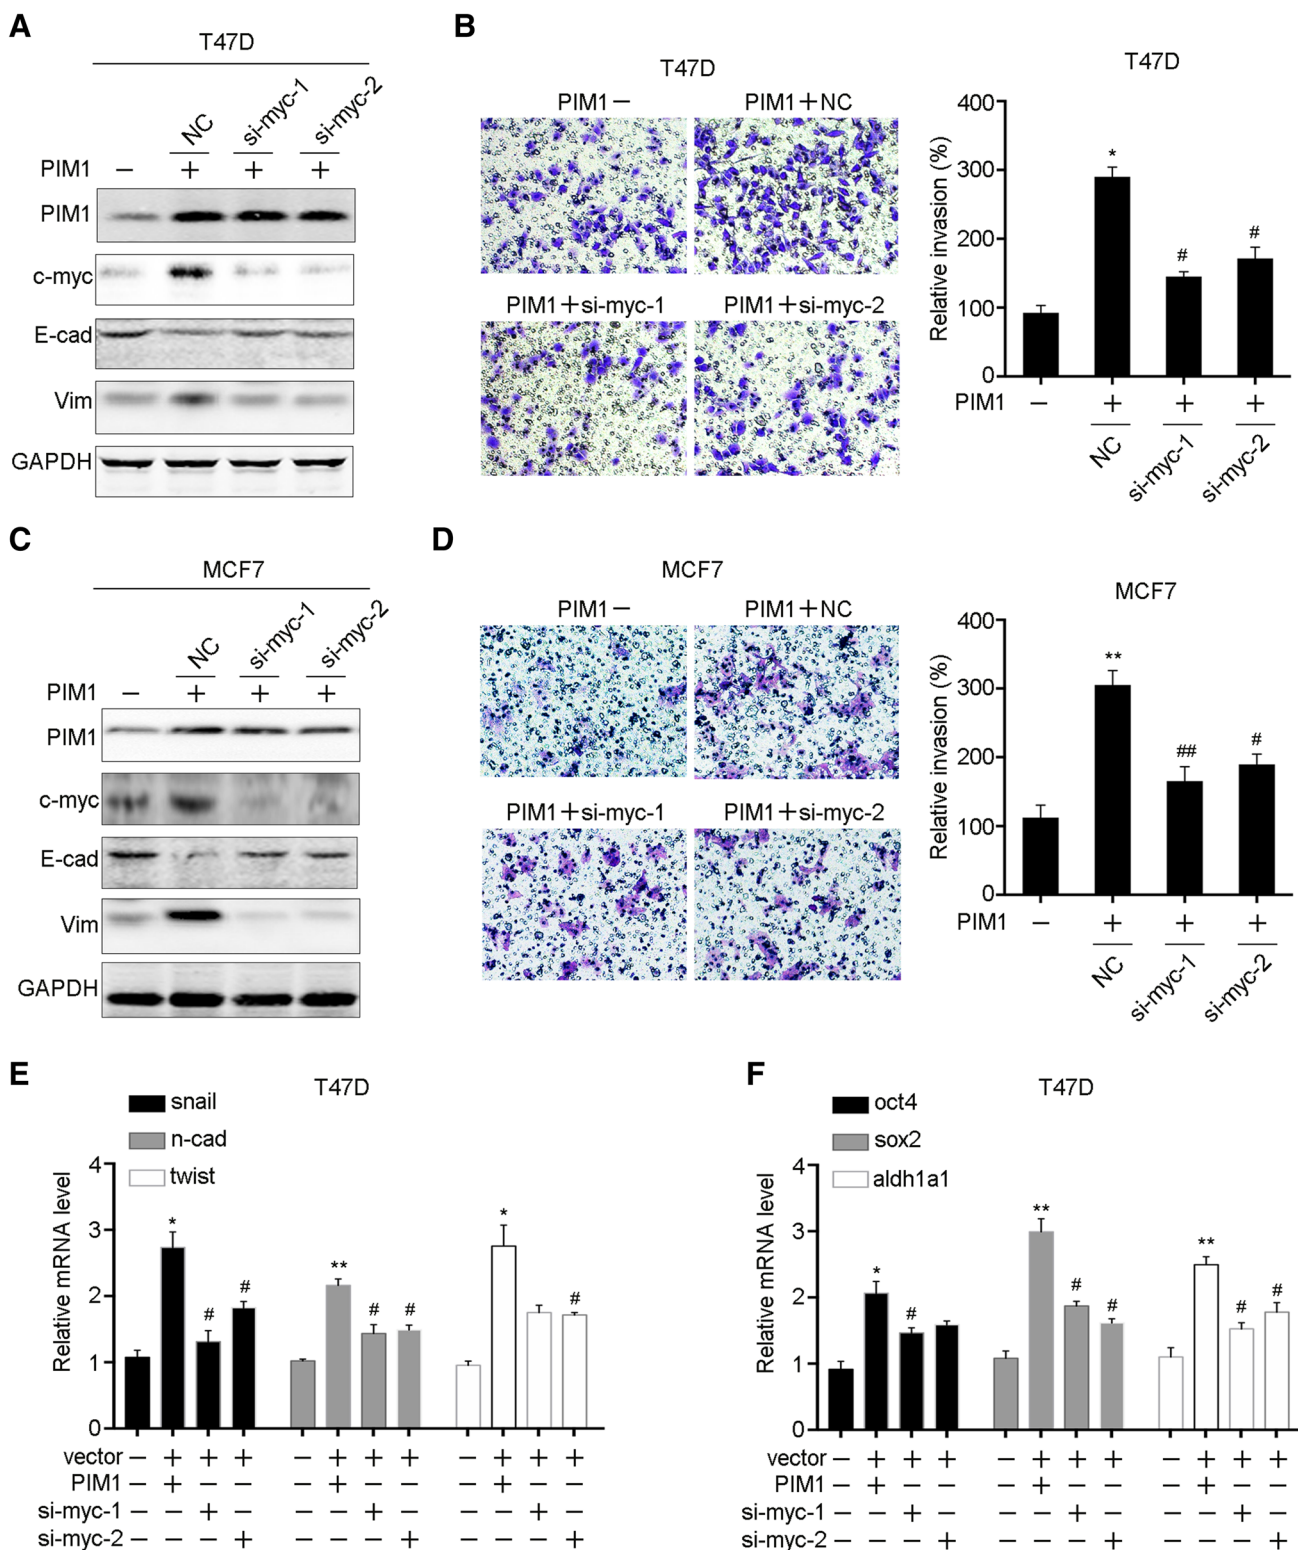 A
T47D
NC
si-myc-1
si-myc-2
PIM1 − + + +
PIM1
c-myc
E-cad
Vim
GAPDH
B
T47D
PIM1−
PIM1+NC
PIM1+si-myc-1
PIM1+si-myc-2
T47D
Relative invasion (%)
400
300
200
100
0
*
#
#
PIM1 − + + +
NC
si-myc-1
si-myc-2
C
MCF7
NC
si-myc-1
si-myc-2
PIM1 − + + +
PIM1
c-myc
E-cad
Vim
GAPDH
D
MCF7
PIM1−
PIM1+NC
PIM1+si-myc-1
PIM1+si-myc-2
MCF7
Relative invasion (%)
400
300
200
100
0
**
##
#
PIM1 − + + +
NC
si-myc-1
si-myc-2
E
T47D
snail
n-cad
twist
Relative mRNA level
4
3
2
1
0
*
#
#
**
#
#
*
#
vector − + + + − + + + − + + +
PIM1 − + − − − + − − − + − −
si-myc-1 − − + − − − + − − − + −
si-myc-2 − − − + − − − + − − − +
F
T47D
oct4
sox2
aldh1a1
Relative mRNA level
4
3
2
1
0
*
#
**
#
#
**
#
#
vector − + + + − + + + − + + +
PIM1 − + − − − + − − − + − −
si-myc-1 − − + − − − + − − − + −
si-myc-2 − − − + − − − + − − − +